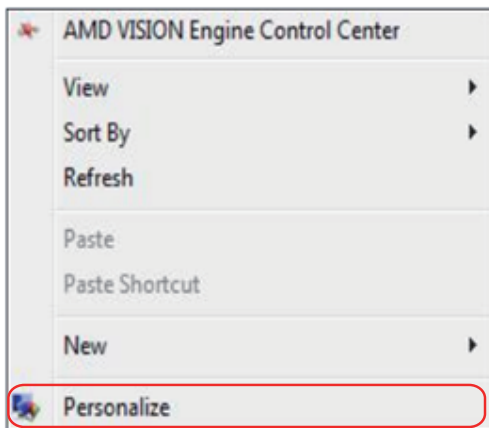 AMD VISION Engine Control Center
View
Sort By
Refresh
Paste
Paste Shortcut
New
Personalize